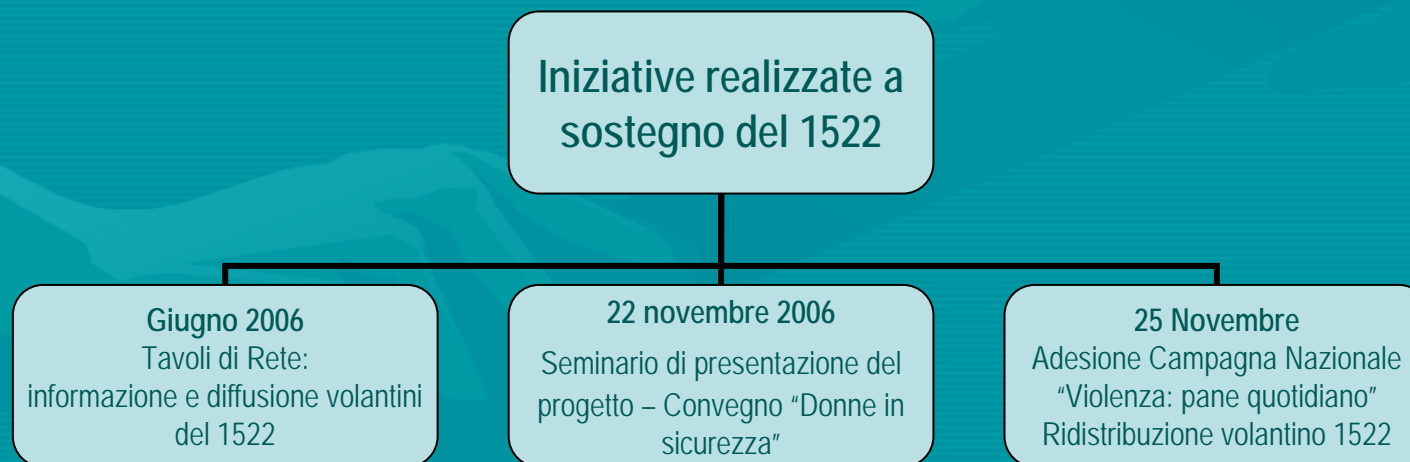 Iniziative realizzate a
sostegno del 1522
Giugno 2006
Tavoli di Rete:
informazione e diffusione volantini
del 1522
22 novembre 2006
Seminario di presentazione del
progetto – Convegno “Donne in
sicurezza”
25 Novembre
Adesione Campagna Nazionale
“Violenza: pane quotidiano”
Ridistribuzione volantino 1522